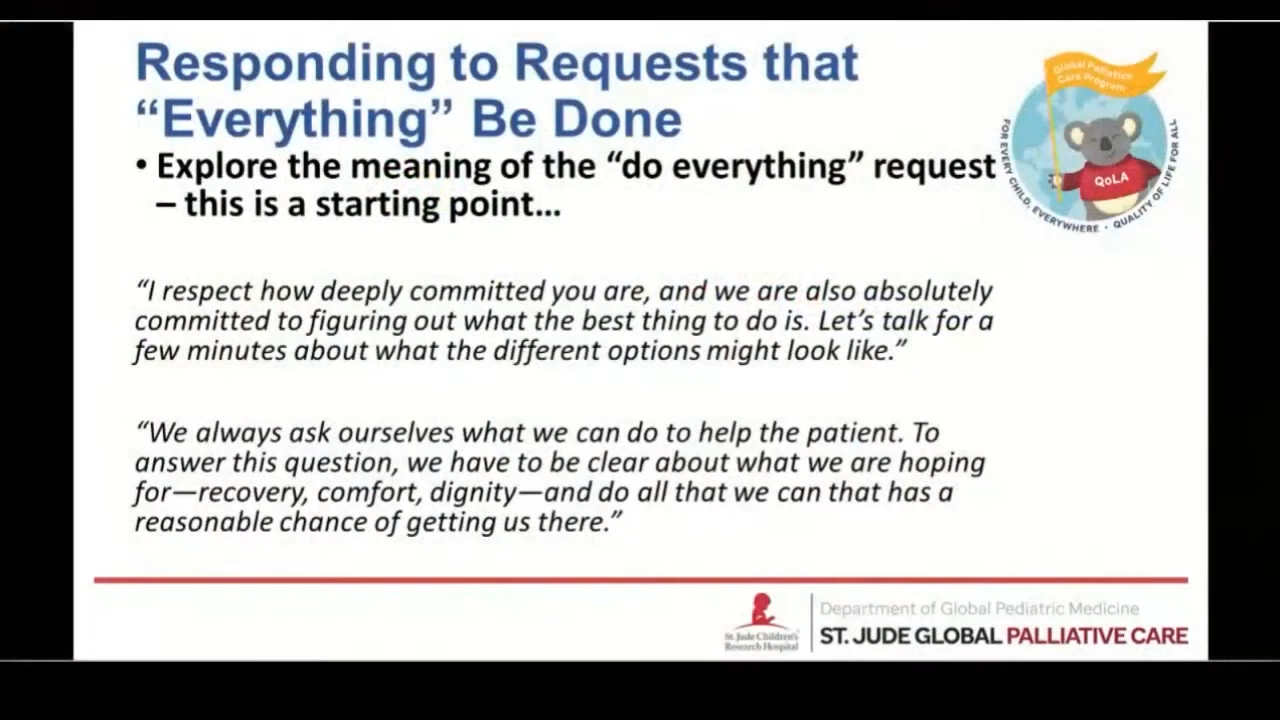 Responding to Requests that
“Everything” Be Done
• Explore the meaning of the “do everything” request
– this is a starting point…
“I respect how deeply committed you are, and we are also absolutely
committed to figuring out what the best thing to do is. Let’s talk for a
few minutes about what the different options might look like.”
“We always ask ourselves what we can do to help the patient. To
answer this question, we have to be clear about what we are hoping
for—recovery, comfort, dignity—and do all that we can that has a
reasonable chance of getting us there.”
Global Palliative
Care Program
QoLA
FOR EVERY CHILD, EVERYWHERE • QUALITY OF LIFE FOR ALL
St. Jude Children's
Research Hospital
Department of Global Pediatric Medicine
ST. JUDE GLOBAL PALLIATIVE CARE